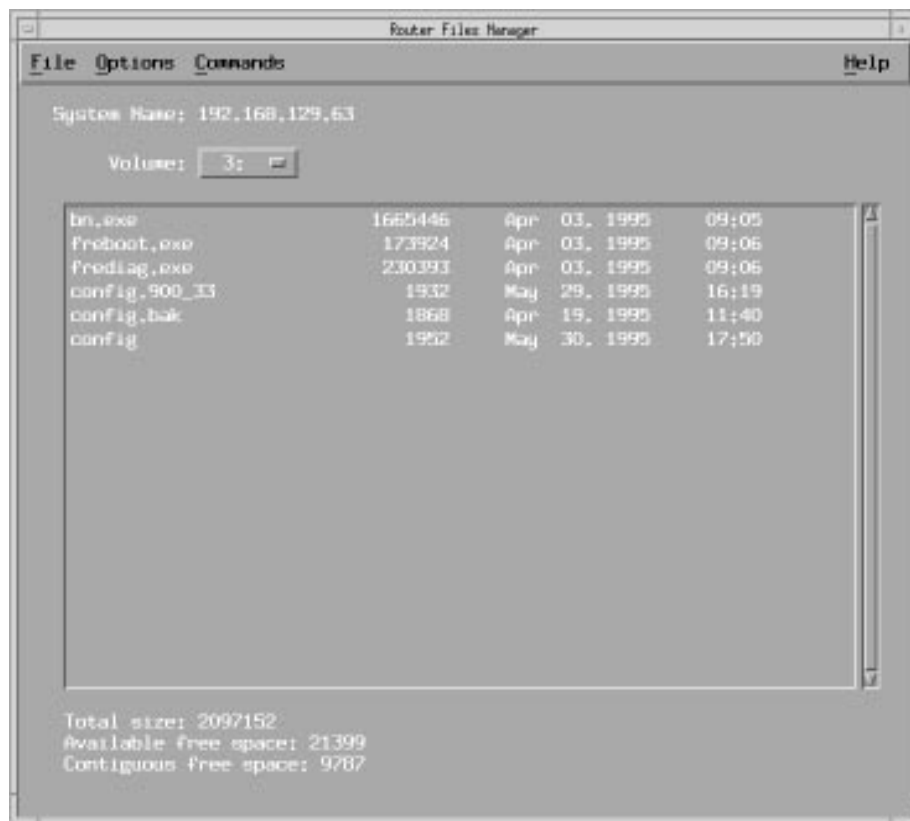 Router Files Manager
File Options Commands Help
System Name: 192.168.129.63
Volume: 3:
bn.exe 1665446 Apr 03, 1995 09:05
freboot.exe 173924 Apr 03, 1995 09:06
frediag.exe 230393 Apr 03, 1995 09:06
config.900_33 1932 May 29, 1995 16:19
config.bak 1868 Apr 19, 1995 11:40
config 1952 May 30, 1995 17:50
Total size: 2097152
Available free space: 21399
Contiguous free space: 9787